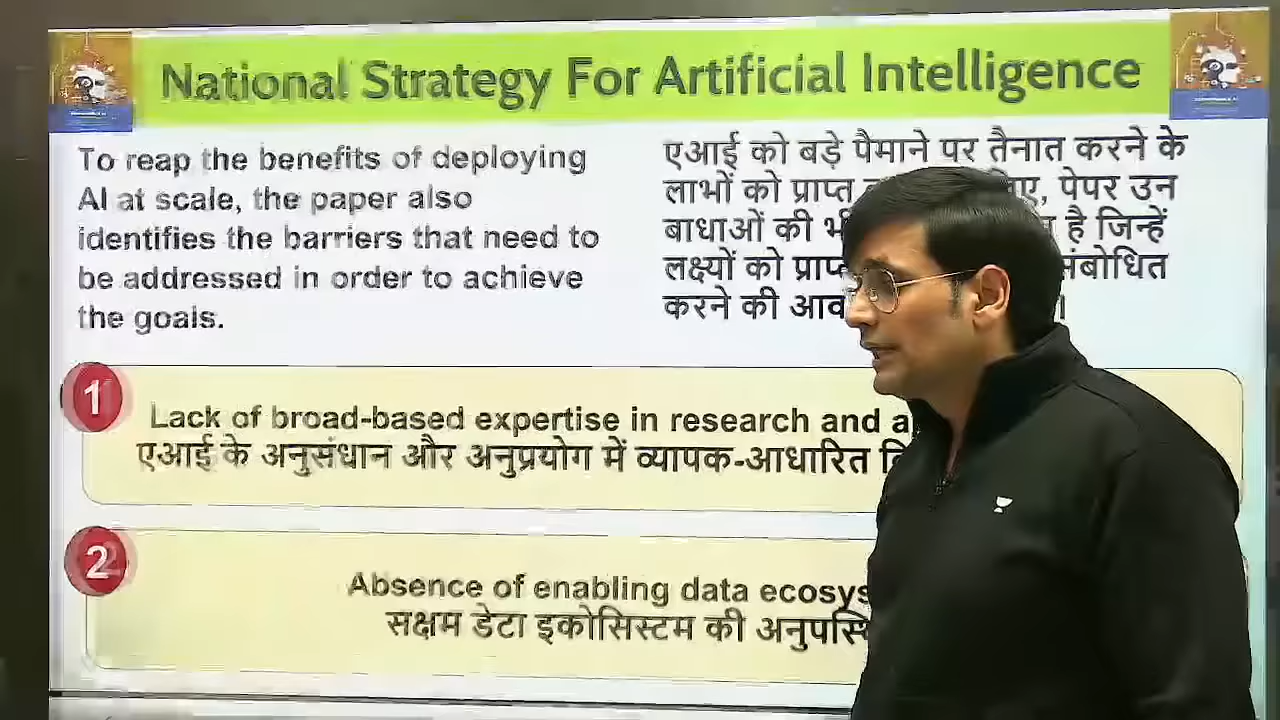 National Strategy For Artificial Intelligence
To reap the benefits of deploying
AI at scale, the paper also
identifies the barriers that need to
be addressed in order to achieve
the goals.
एआई को बड़े पैमाने पर तैनात करने के
लाभों को प्राप्त पेपर उन
बाधाओं की है जिन्हें
लक्ष्यों को संबोधित
करने की
1
Lack of broad-based expertise in research and
एआई के अनुसंधान और अनुप्रयोग में व्यापक-आधारित
2
Absence of enabling data
सक्षम डेटा इकोसिस्टम की